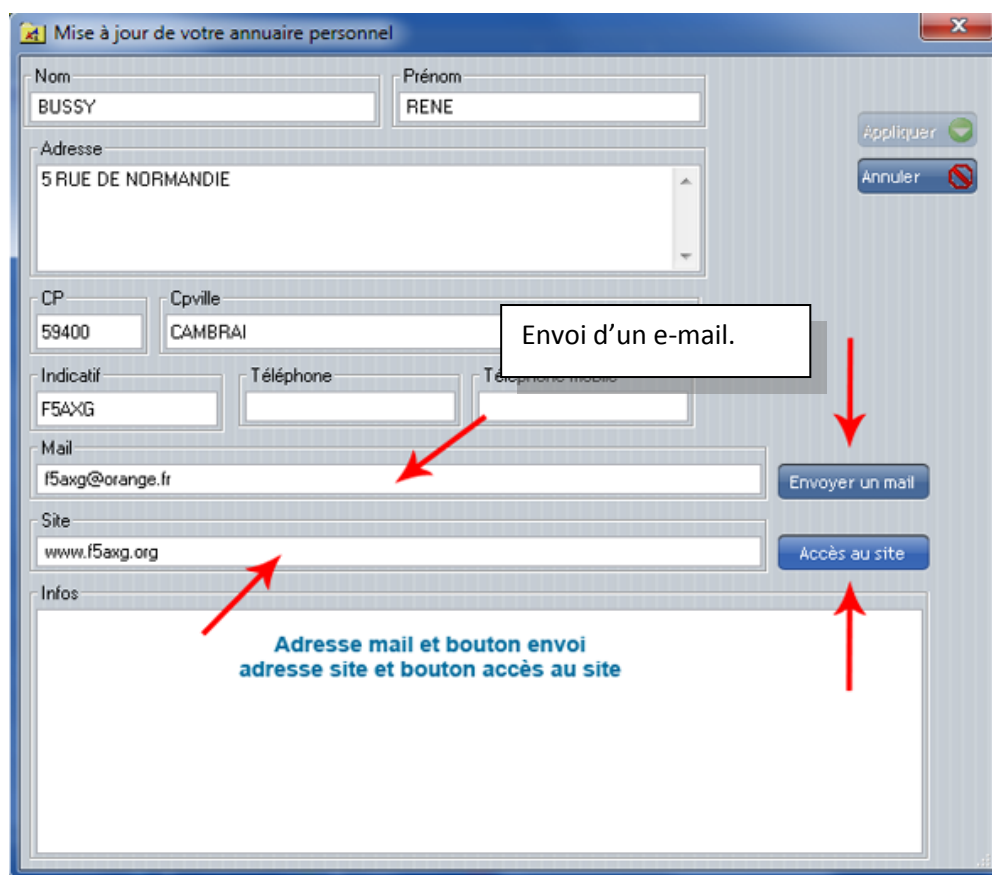 Mise à jour de votre annuaire personnel
x
Nom
Prénom
BUSSY
RENE
Appliquer
Adresse
Annuler
5 RUE DE NORMANDIE
CP
Cpville
59400
CAMBRAI
Envoi d’un e-mail.
Indicatif
Téléphone
Téléphone mobile
F5AXG
Mail
f5axg@orange.fr
Envoyer un mail
Site
www.f5axg.org
Accès au site
Infos
Adresse mail et bouton envoi
adresse site et bouton accès au site